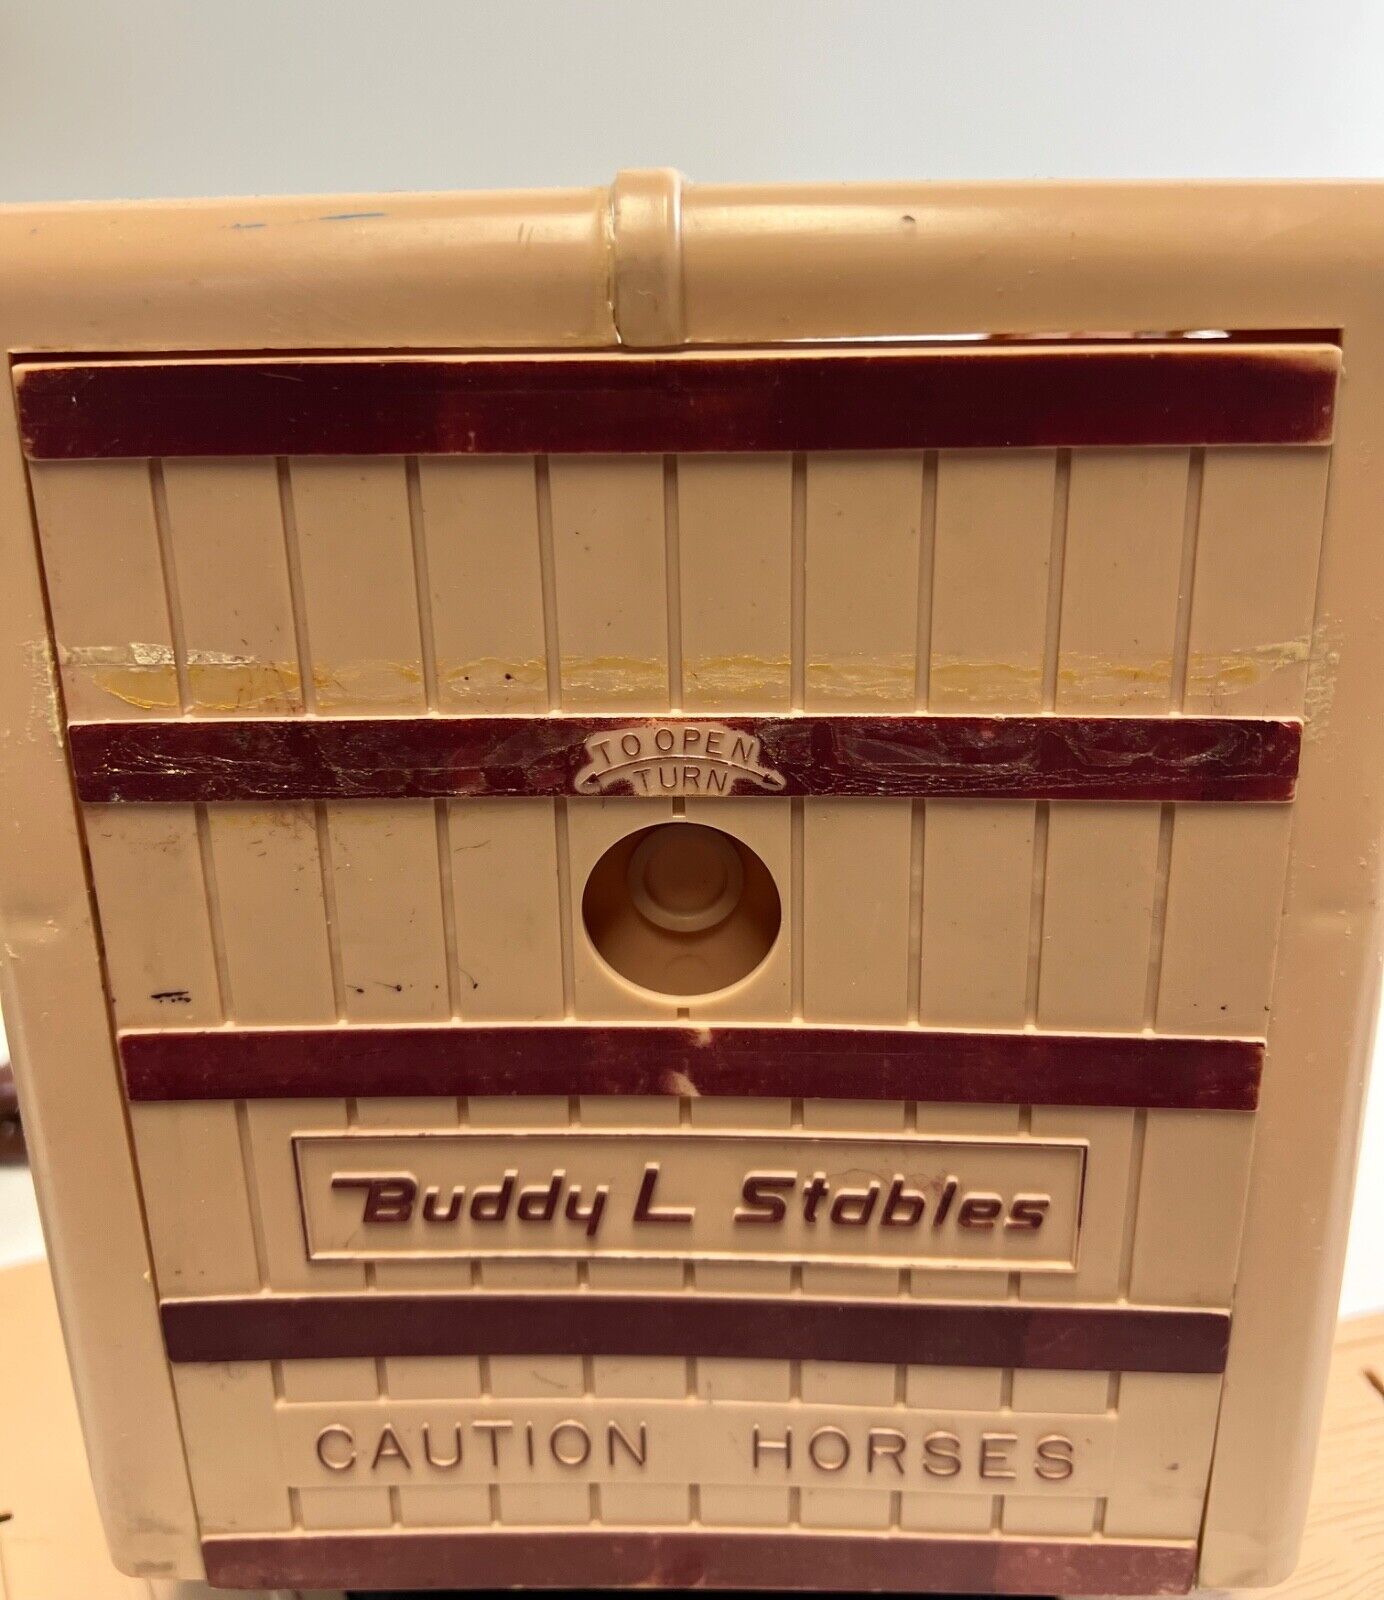 TO OPEN
TURN
Buddy L Stables
CAUTION HORSES